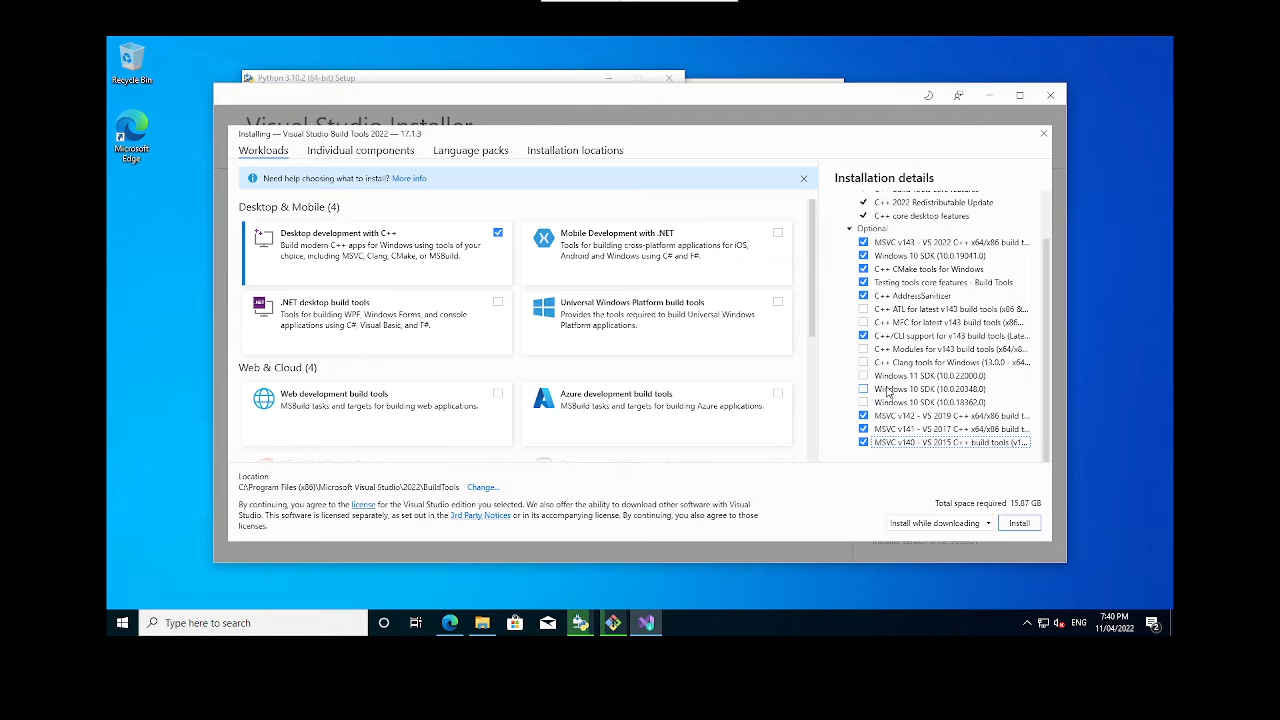 Recycle Bin
Microsoft
Edge
Python 3.10.2 (64-bit) Setup
Visual Studio Installer
Installing — Visual Studio Build Tools 2022 — 17.1.3
Workloads
Individual components
Language packs
Installation locations
Need help choosing what to install? More info
Desktop & Mobile (4)
Desktop development with C++
Build modern C++ apps for Windows using tools of your
choice, including MSVC, Clang, CMake, or MSBuild.
Mobile Development with .NET
Tools for building cross-platform applications for iOS,
Android and Windows using C# and F#.
.NET desktop build tools
Tools for building WPF, Windows Forms, and console
applications using C#, Visual Basic, and F#.
Universal Windows Platform build tools
Provides the tools required to build Universal Windows
Platform applications.
Web & Cloud (4)
Web development build tools
MSBuild tasks and targets for building web applications.
Azure development build tools
MSBuild tasks and targets for building Azure applications.
Installation details
C++ Build Tools core features
C++ 2022 Redistributable Update
C++ core desktop features
Optional
MSVC v143 - VS 2022 C++ x64/x86 build t...
Windows 10 SDK (10.0.19041.0)
C++ CMake tools for Windows
Testing tools core features - Build Tools
C++ AddressSanitizer
C++ ATL for latest v143 build tools (x86 &...
C++ MFC for latest v143 build tools (x86...
C++/CLI support for v143 build tools (Late...
C++ Modules for v143 build tools (x64/x8...
C++ Clang tools for Windows (13.0.0 - x64...
Windows 11 SDK (10.0.22000.0)
Windows 10 SDK (10.0.20348.0)
Windows 10 SDK (10.0.18362.0)
MSVC v142 - VS 2019 C++ x64/x86 build t...
MSVC v141 - VS 2017 C++ x64/x86 build t...
MSVC v140 - VS 2015 C++ build tools (v1...
Location
C:\Program Files (x86)\Microsoft Visual Studio\2022\BuildTools Change...
By continuing, you agree to the license for the Visual Studio edition you selected. We also offer the ability to download other software with Visual
Studio. This software is licensed separately, as set out in the 3rd Party Notices or in its accompanying license. By continuing, you also agree to those
licenses.
Total space required 15.87 GB
Install while downloading
Install
Type here to search
ENG
7:40 PM
11/04/2022
2